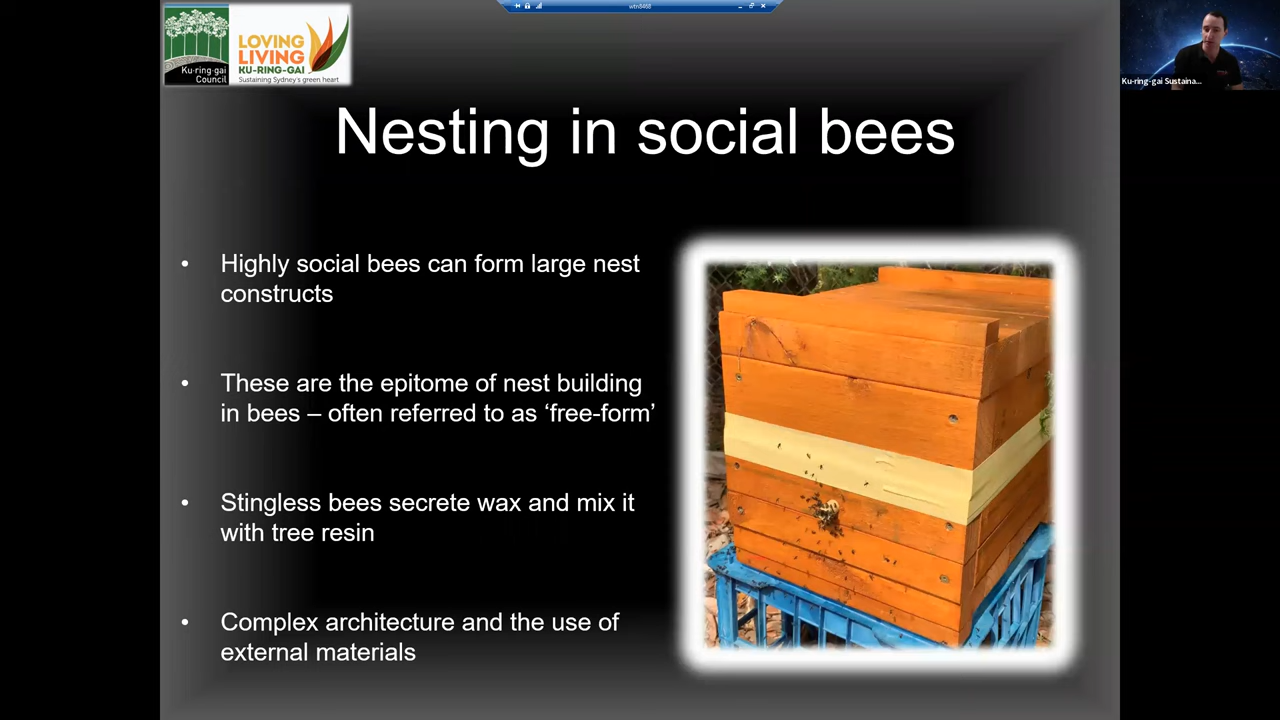 wtn8468
Ku-ring-gai
Council
LOVING
LIVING
KU-RING-GAI
Sustaining Sydney's green heart
Ku-ring-gai Sustaina...
Nesting in social bees
• Highly social bees can form large nest
constructs
• These are the epitome of nest building
in bees – often referred to as ‘free-form’
• Stingless bees secrete wax and mix it
with tree resin
• Complex architecture and the use of
external materials